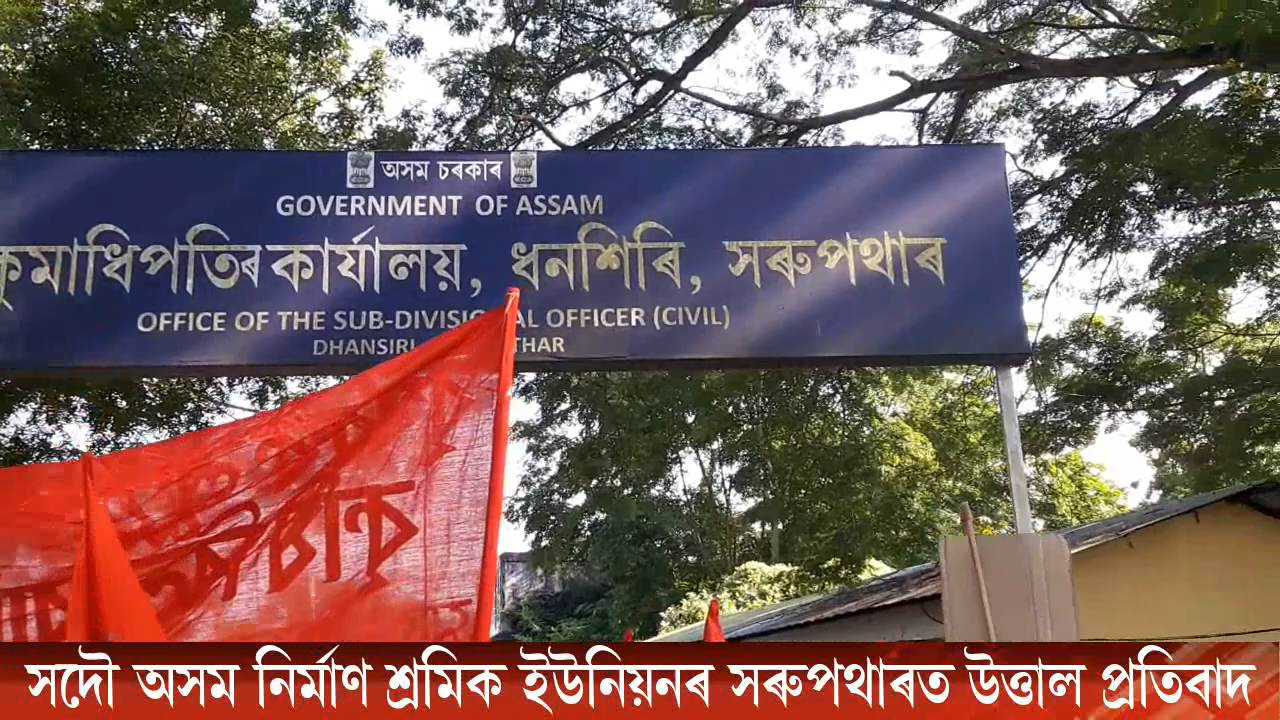 অসম চৰকাৰ
GOVERNMENT OF ASSAM
কুমাধিপতিৰ কাৰ্যালয়, ধনশিৰি, সৰুপথাৰ
OFFICE OF THE SUB-DIVISIONAL OFFICER (CIVIL)
DHANSIRI
সদৌ অসম নিৰ্মাণ শ্ৰমিক ইউনিয়নৰ সৰুপথাৰত উত্তাল প্ৰতিবাদ